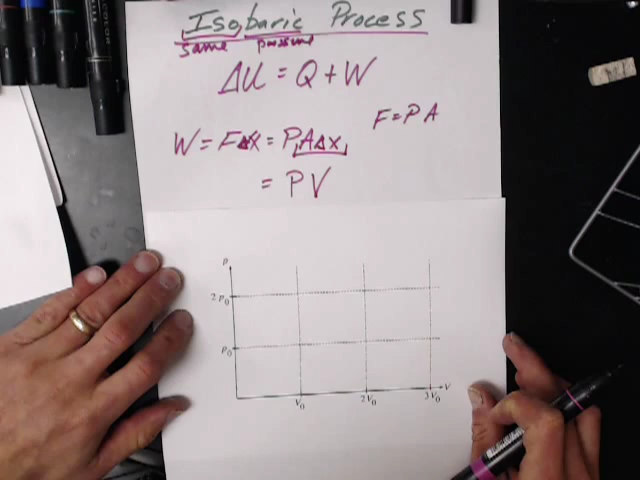 Isobaric Process
same pressure
ΔU = Q + W
F = PA
W = FΔX = PAΔX
= PV
P
2P₀
P₀
V₀ 2V₀ 3V₀ V